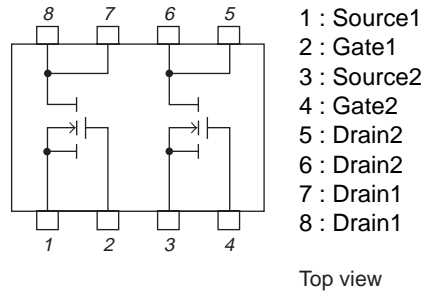 8 7 6 5
1 2 3 4
1 : Source1
2 : Gate1
3 : Source2
4 : Gate2
5 : Drain2
6 : Drain2
7 : Drain1
8 : Drain1
Top view